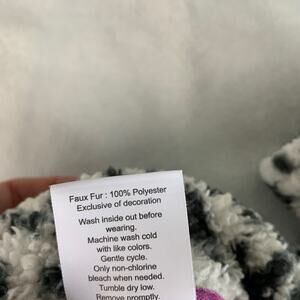 Faux Fur : 100% Polyester
Exclusive of decoration
Wash inside out before
wearing.
Machine wash cold
with like colors.
Gentle cycle.
Only non-chlorine
bleach when needed.
Tumble dry low.
Remove promptly.